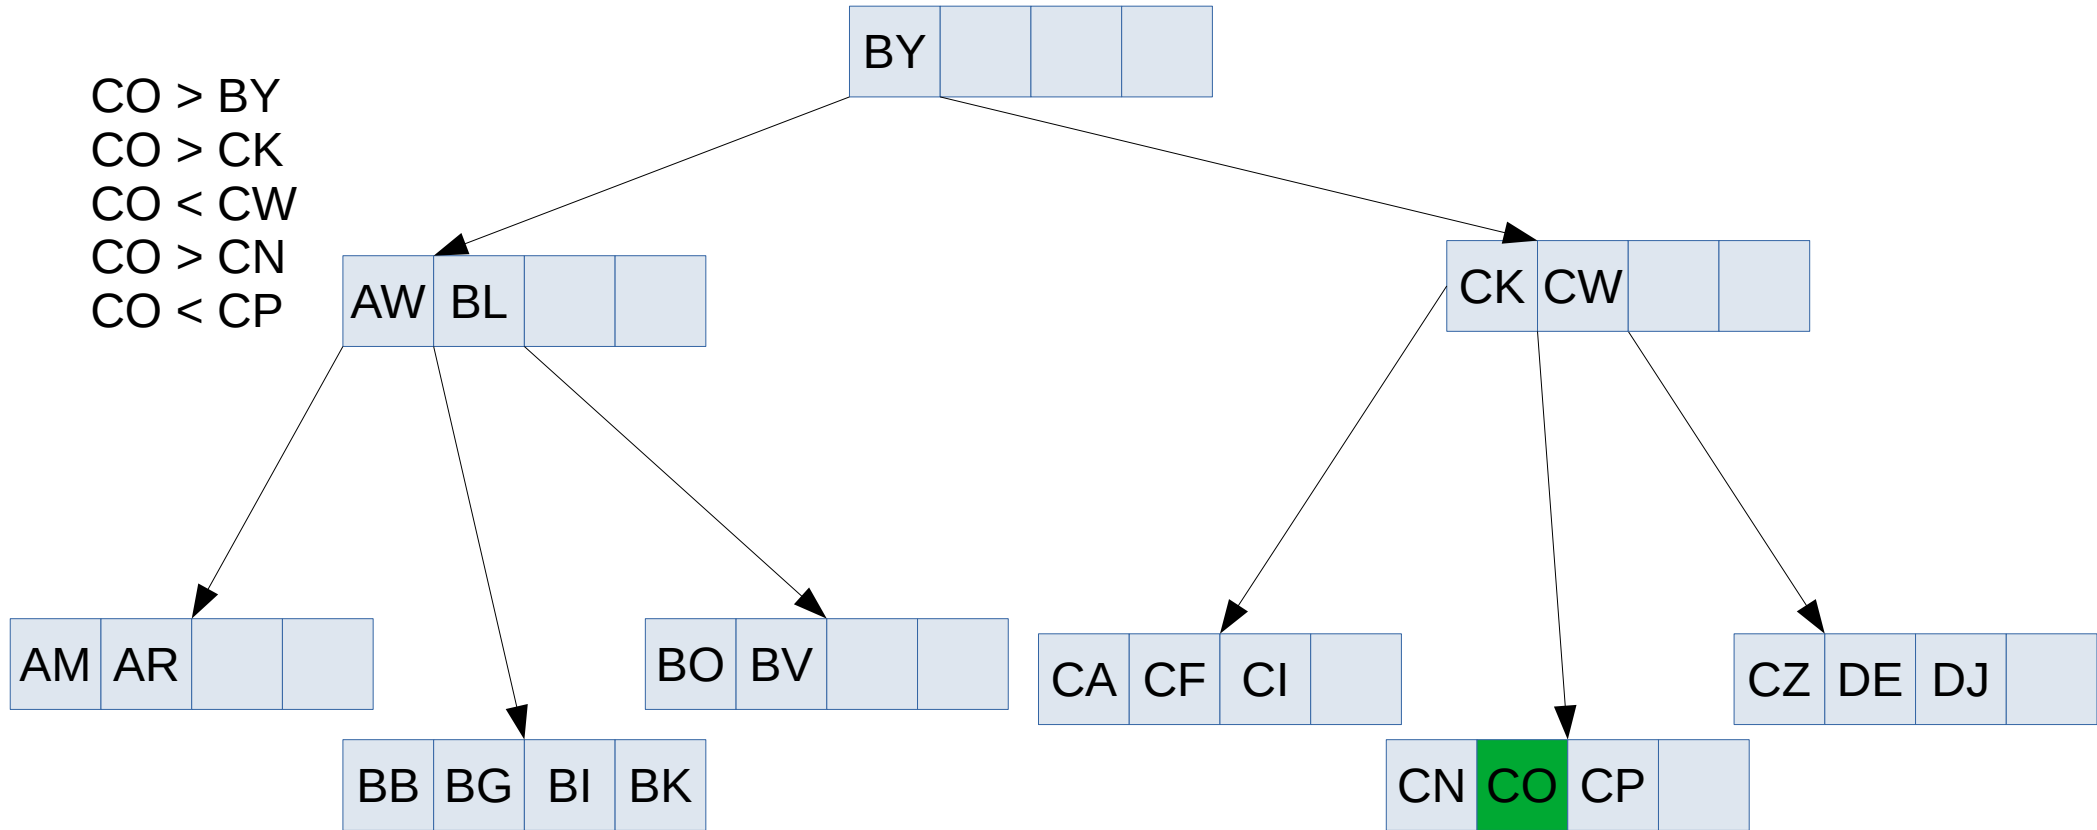 BY
CO > BY
CO > CK
CO < CW
CO > CN
CO < CP
AW BL
CK CW
AM AR
BO BV
CA CF CI
CZ DE DJ
BB BG BI BK
CN CO CP